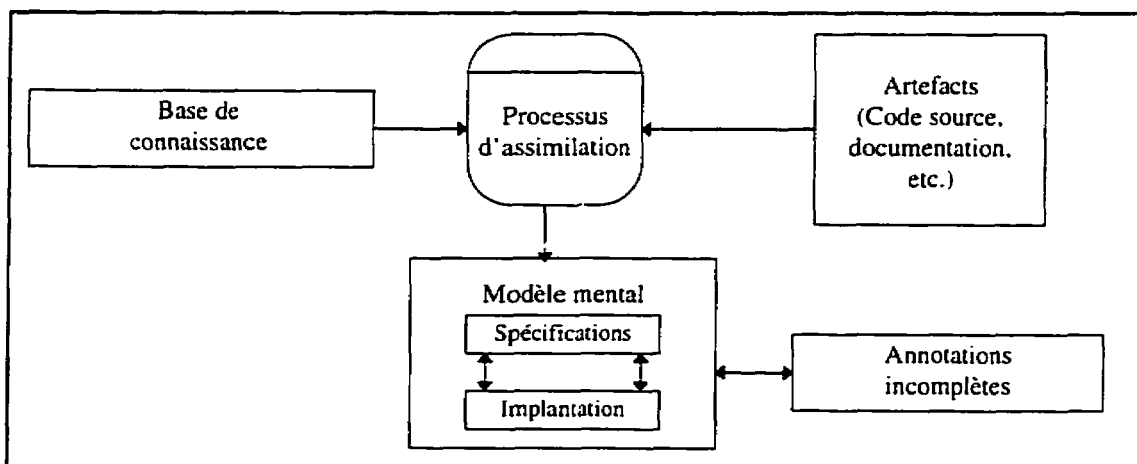 Base de
connaissance
Processus
d'assimilation
Artefacts
(Code source,
documentation,
etc.)
Modèle mental
Spécifications
Implantation
Annotations
incomplètes